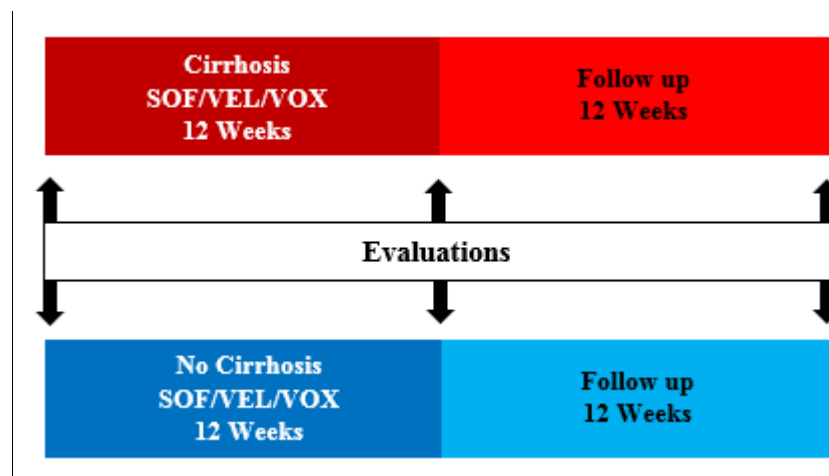 Cirrhosis
SOF/VEL/VOX
12 Weeks
Follow up
12 Weeks
Evaluations
No Cirrhosis
SOF/VEL/VOX
12 Weeks
Follow up
12 Weeks